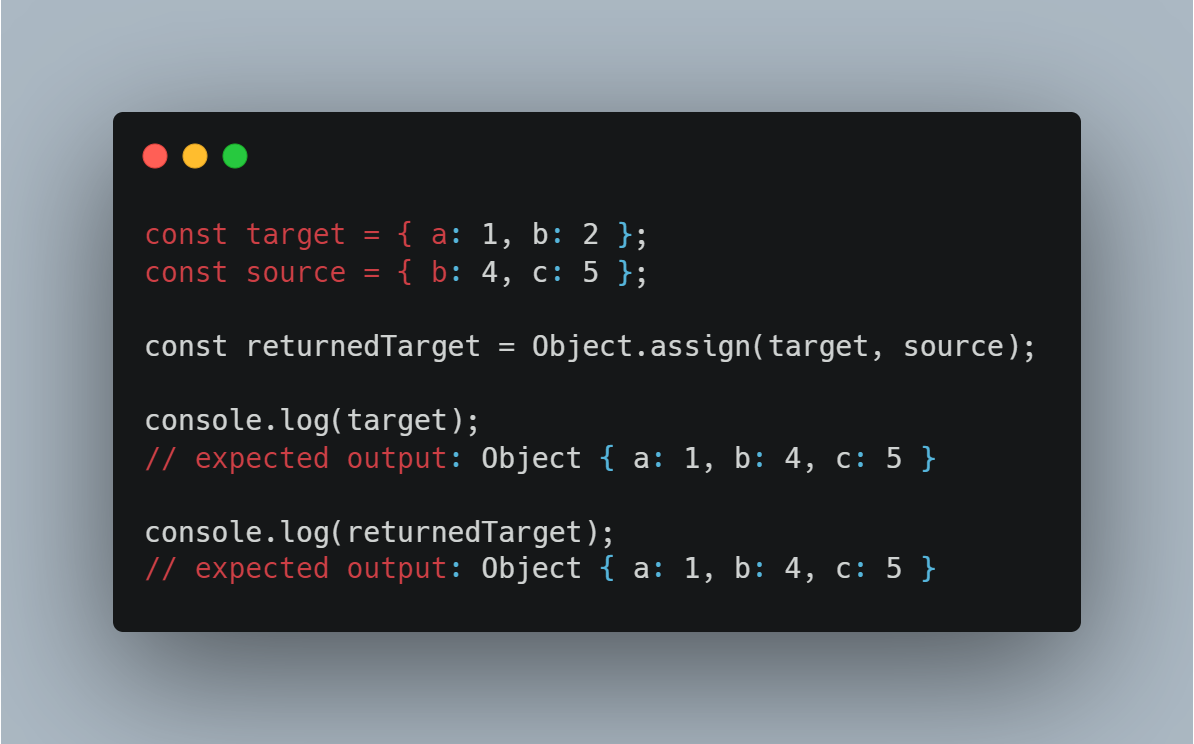 const target = { a: 1, b: 2 };
const source = { b: 4, c: 5 };
const returnedTarget = Object.assign(target, source);
console.log(target);
// expected output: Object { a: 1, b: 4, c: 5 }
console.log(returnedTarget);
// expected output: Object { a: 1, b: 4, c: 5 }